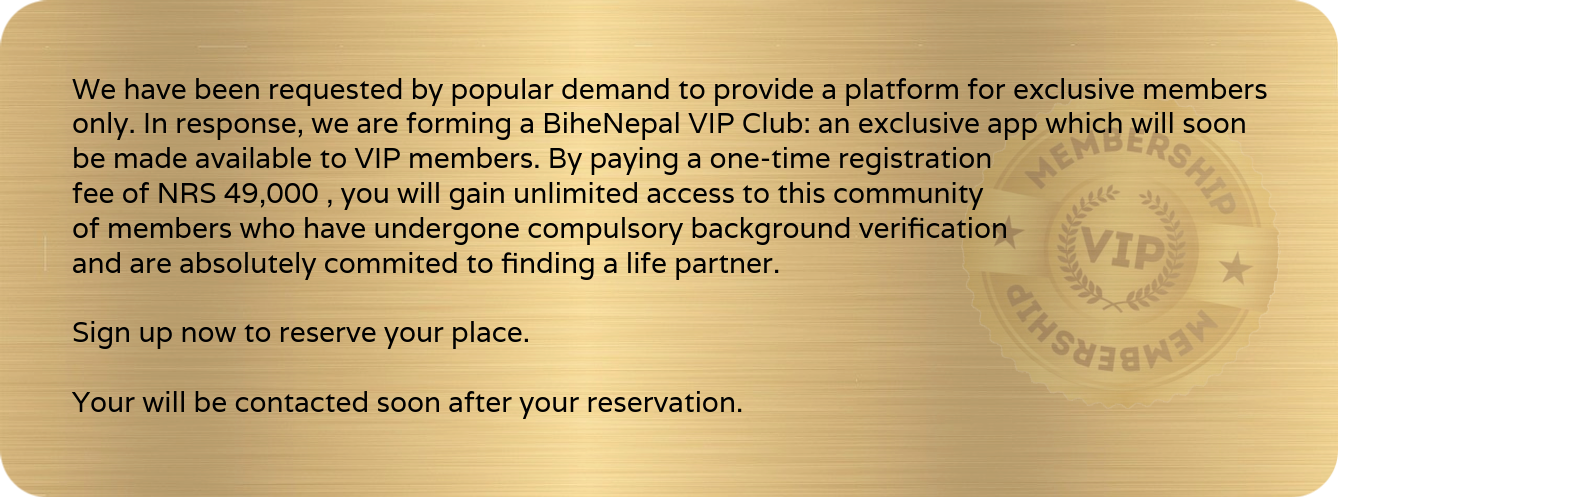 We have been requested by popular demand to provide a platform for exclusive members
only. In response, we are forming a BiheNepal VIP Club: an exclusive app which will soon
be made available to VIP members. By paying a one-time registration
fee of NRS 49,000 , you will gain unlimited access to this community
of members who have undergone compulsory background verification
and are absolutely commited to finding a life partner.
Sign up now to reserve your place.
Your will be contacted soon after your reservation.
MEMBERSHIP
VIP
MEMBERSHIP